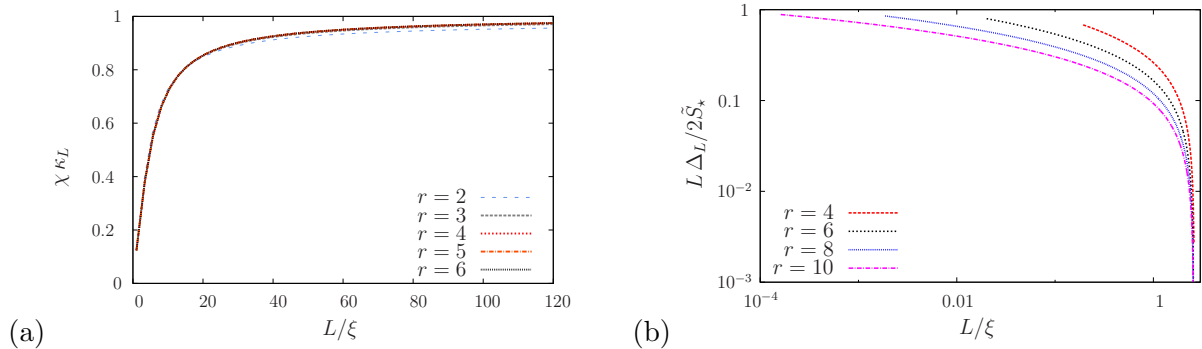 1
0.8
0.6
0.4
0.2
0
χ κ_L
0 20 40 60 80 100 120
L/ξ
r = 2
r = 3
r = 4
r = 5
r = 6
(a)
1
0.1
10^−2
10^−3
L Δ_L/2S̃_⋆
10^−4 0.01 1
L/ξ
r = 4
r = 6
r = 8
r = 10
(b)